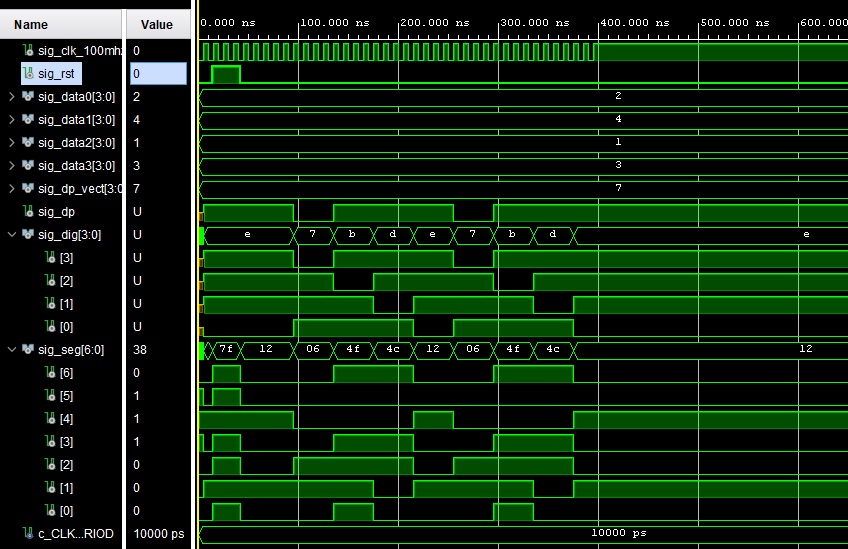 Name Value 0.000 ns 100.000 ns 200.000 ns 300.000 ns 400.000 ns 500.000 ns 600.000
sig_clk_100mh 0
sig_rst 0
sig_data0[3:0] 2 2
sig_data1[3:0] 4 4
sig_data2[3:0] 1 1
sig_data3[3:0] 3 3
sig_dp_vect[3:0 7 7
sig_dp U
sig_dig[3:0] U e 7 b d e 7 b d e
[3] U
[2] U
[1] U
[0] U
sig_seg[6:0] 38 7f 12 06 4f 4c 12 06 4f 4c 12
[6] 0
[5] 1
[4] 1
[3] 1
[2] 0
[1] 0
[0] 0
c_CLK...RIOD 10000 ps 10000 ps